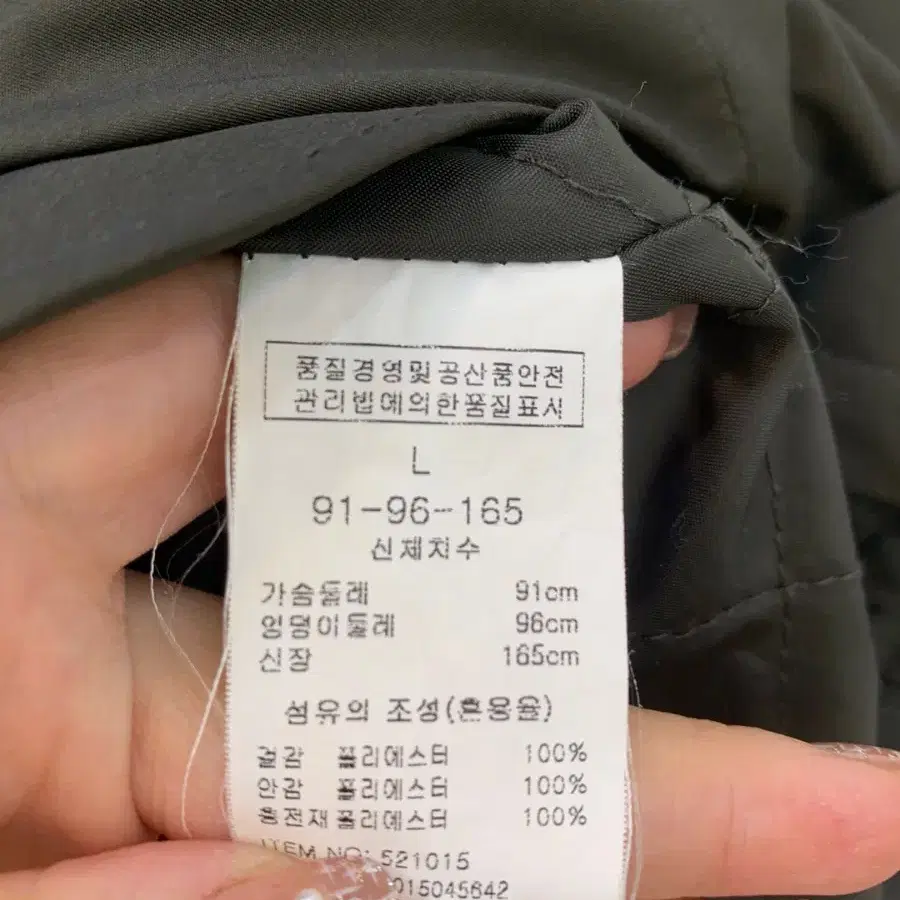 품질경영및공산품안전
관리법에의한품질표시
L
91-96-165
신체치수
가슴둘레 91cm
엉덩이둘레 96cm
신장 165cm
섬유의 조성(혼용율)
겉감 폴리에스터 100%
안감 폴리에스터 100%
충전재 폴리에스터 100%
ITEM NO: 521015
015045642